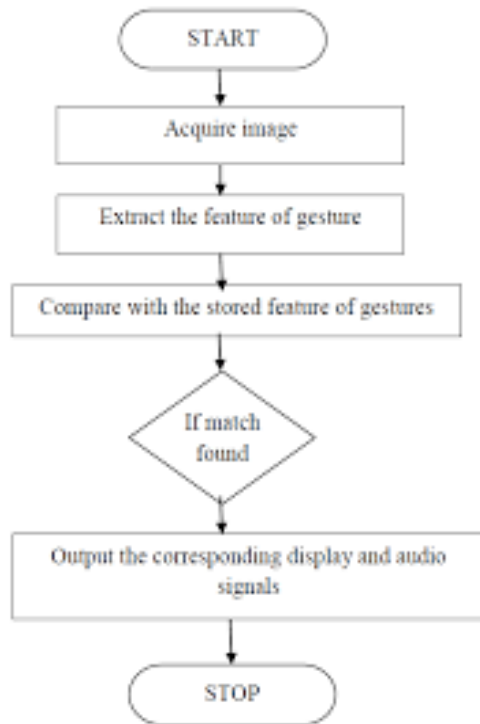 START
Acquire image
Extract the feature of gesture
Compare with the stored feature of gestures
If match
found
Output the corresponding display and audio
signals
STOP